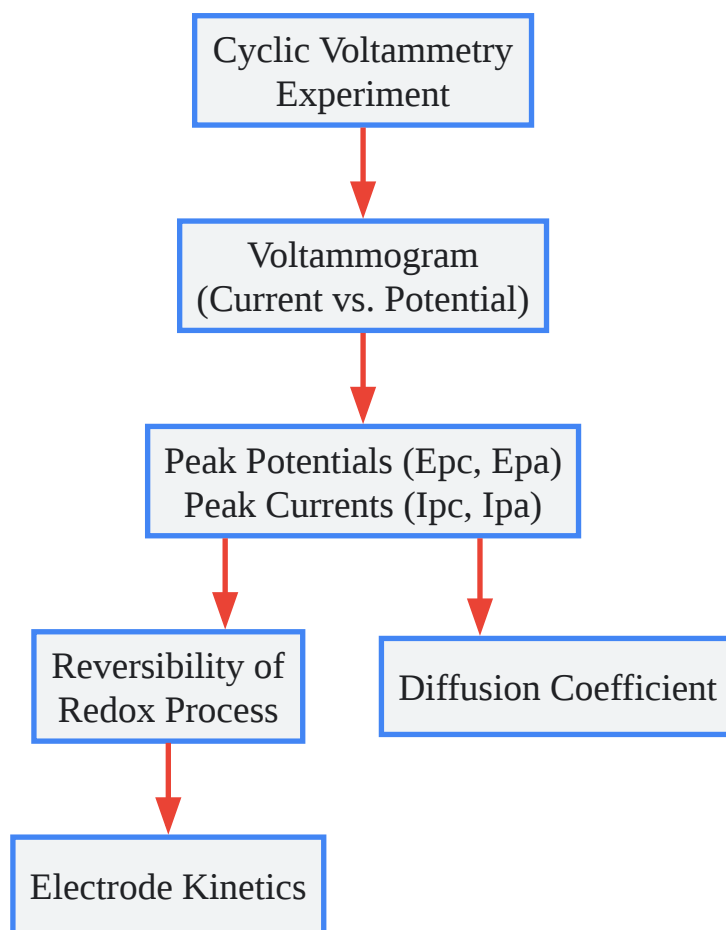 Cyclic Voltammetry
Experiment
Voltammogram
(Current vs. Potential)
Peak Potentials (Epc, Epa)
Peak Currents (Ipc, Ipa)
Reversibility of
Redox Process
Diffusion Coefficient
Electrode Kinetics